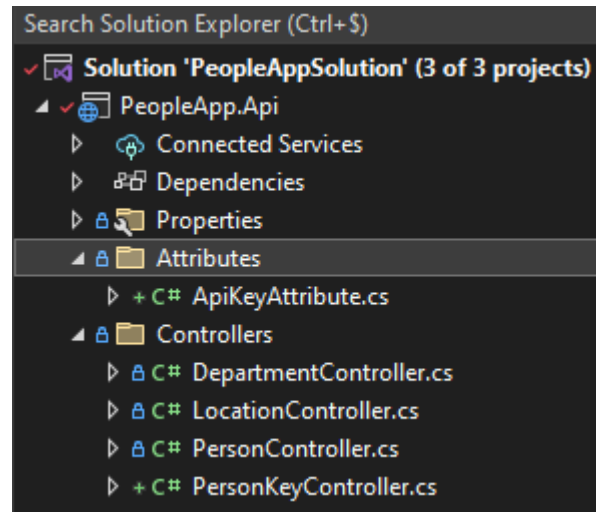 Search Solution Explorer (Ctrl+$)
Solution 'PeopleAppSolution' (3 of 3 projects)
PeopleApp.Api
Connected Services
Dependencies
Properties
Attributes
+ C# ApiKeyAttribute.cs
Controllers
C# DepartmentController.cs
C# LocationController.cs
C# PersonController.cs
+ C# PersonKeyController.cs